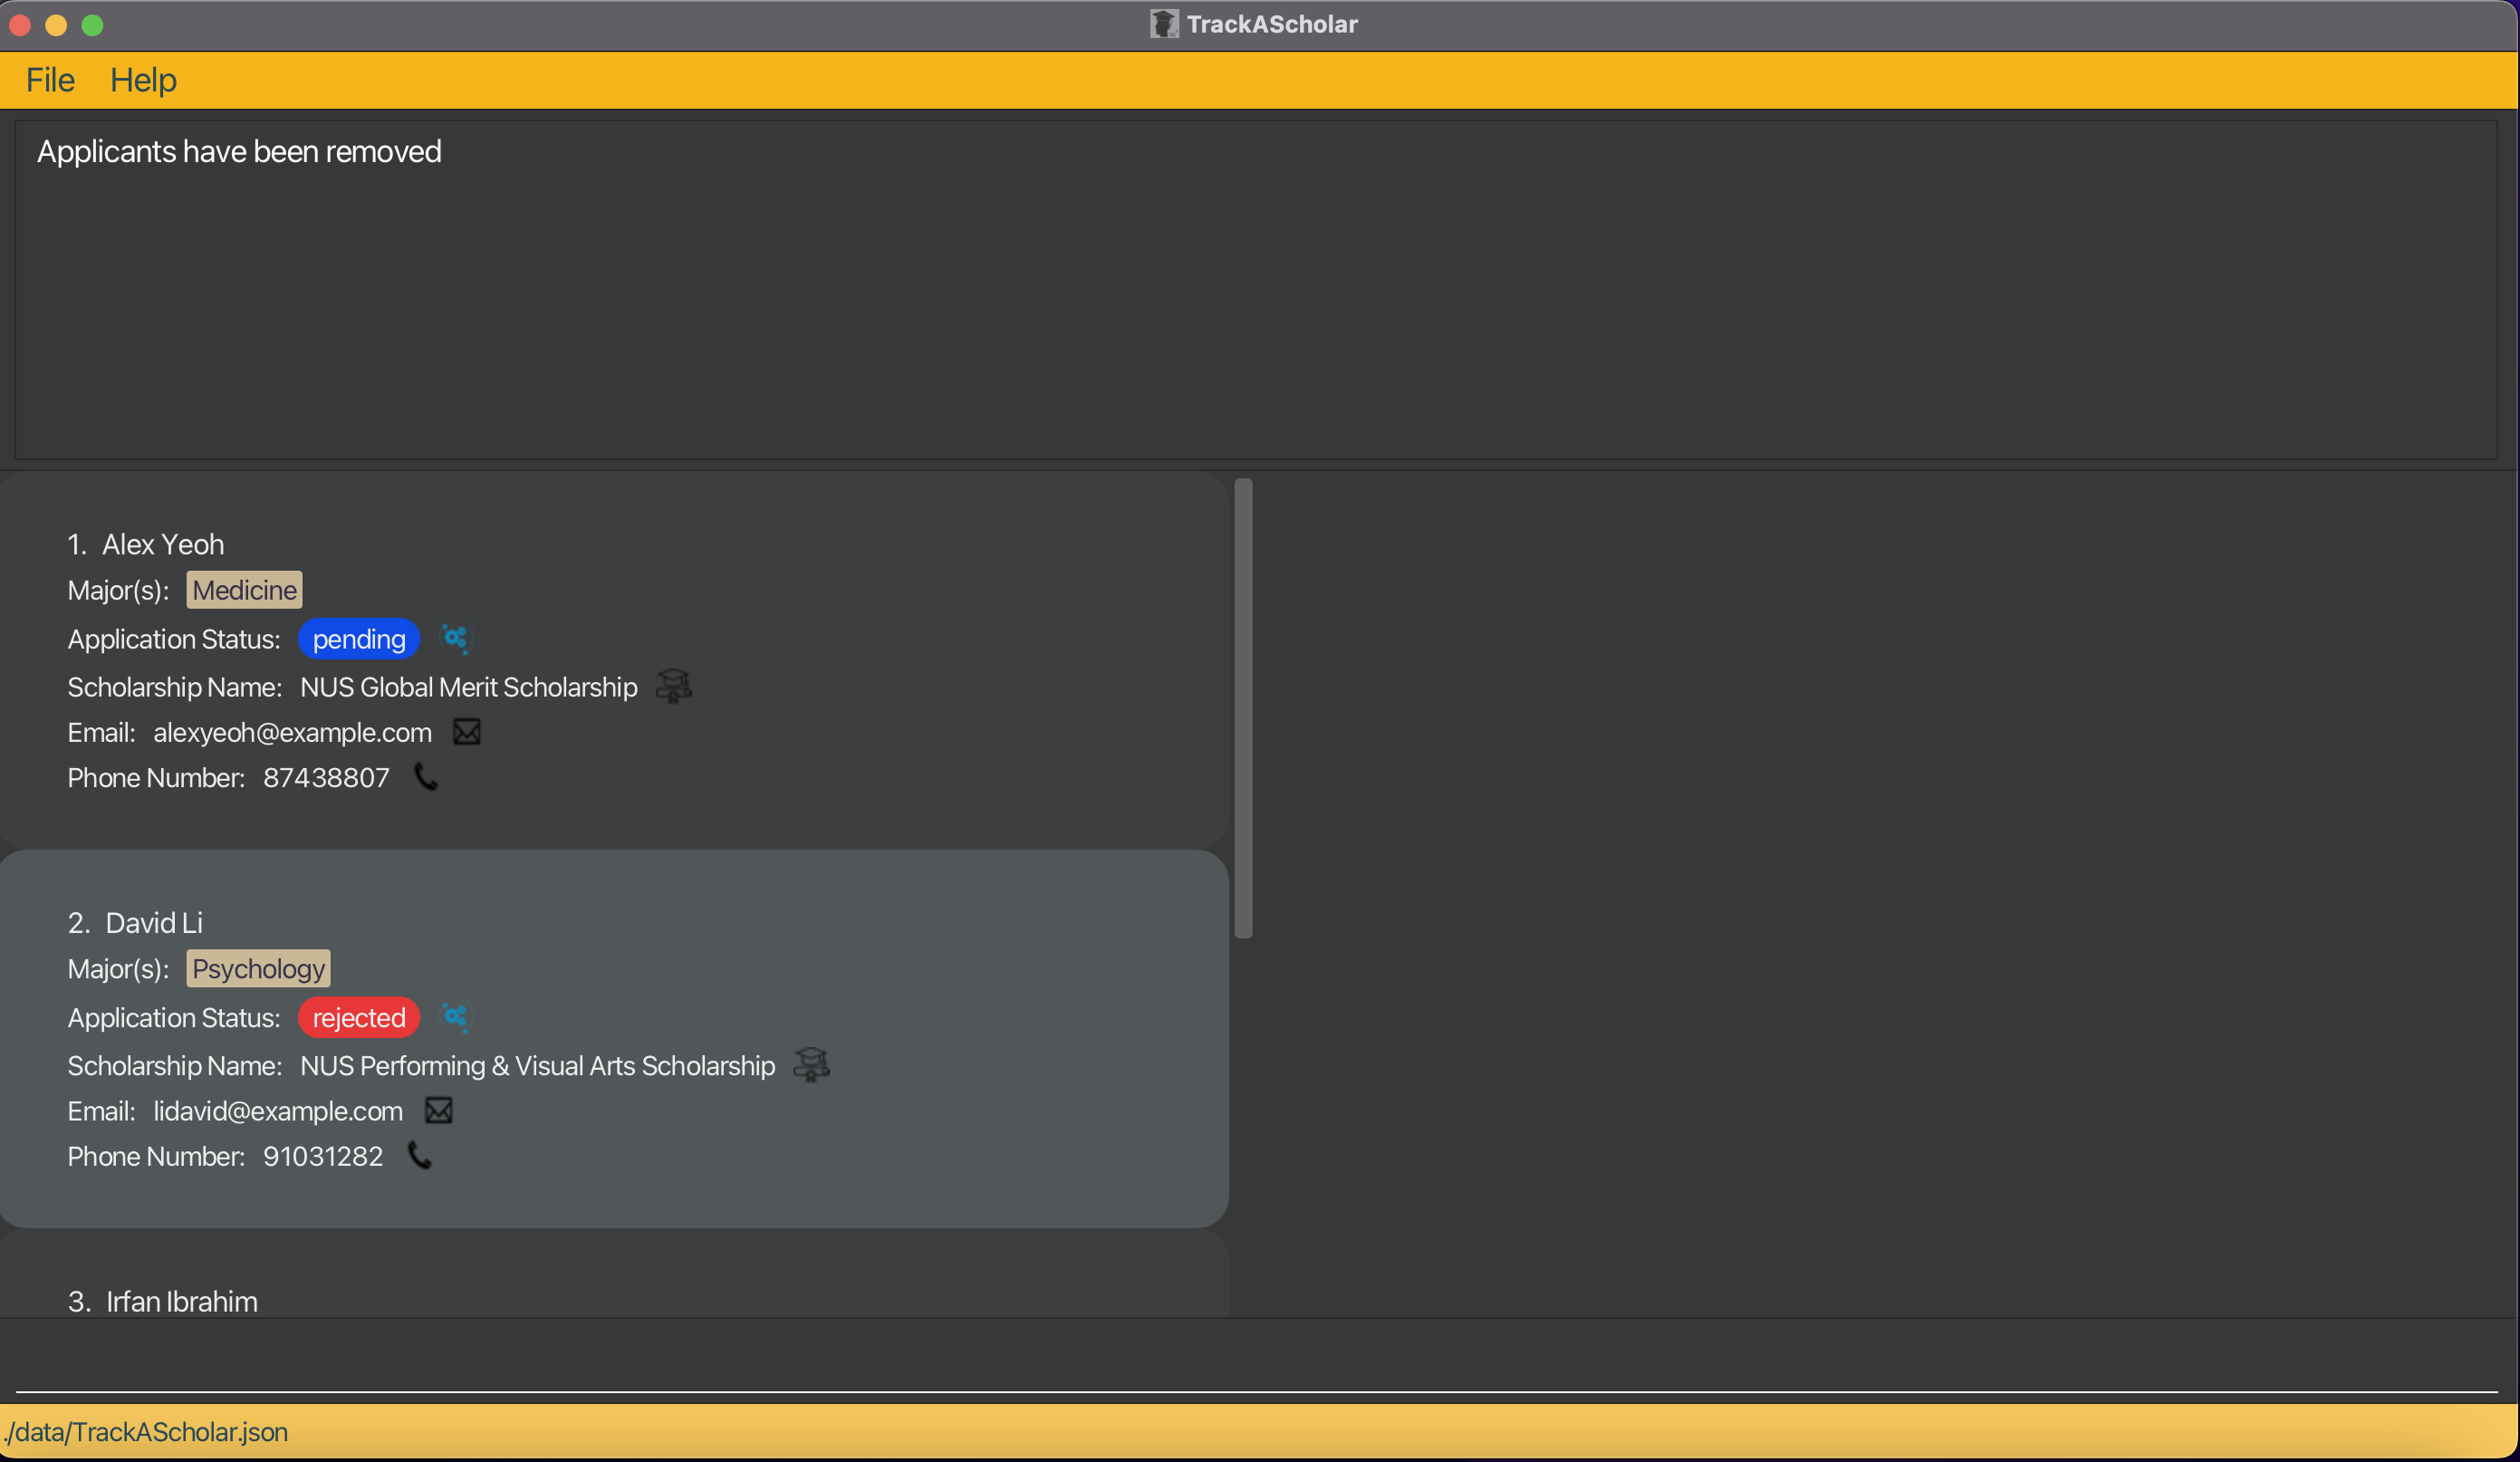 TrackAScholar
File Help
Applicants have been removed
1. Alex Yeoh
Major(s): Medicine
Application Status: pending
Scholarship Name: NUS Global Merit Scholarship
Email: alexyeoh@example.com
Phone Number: 87438807
2. David Li
Major(s): Psychology
Application Status: rejected
Scholarship Name: NUS Performing & Visual Arts Scholarship
Email: lidavid@example.com
Phone Number: 91031282
3. Irfan Ibrahim
./data/TrackAScholar.json